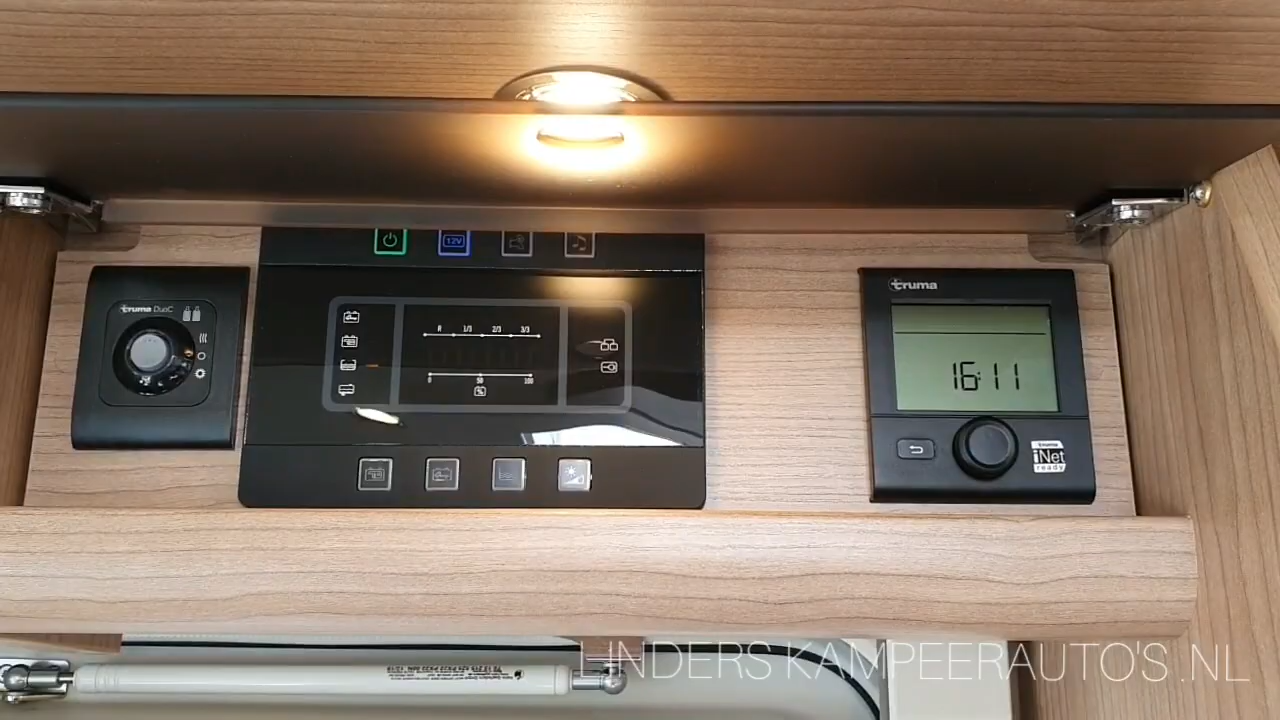 12V
truma DuoC
truma
R 1/3 2/3 3/3
16:11
0 50 100
truma
iNet
ready
LINDERS KAMPEERAUTO'S.NL